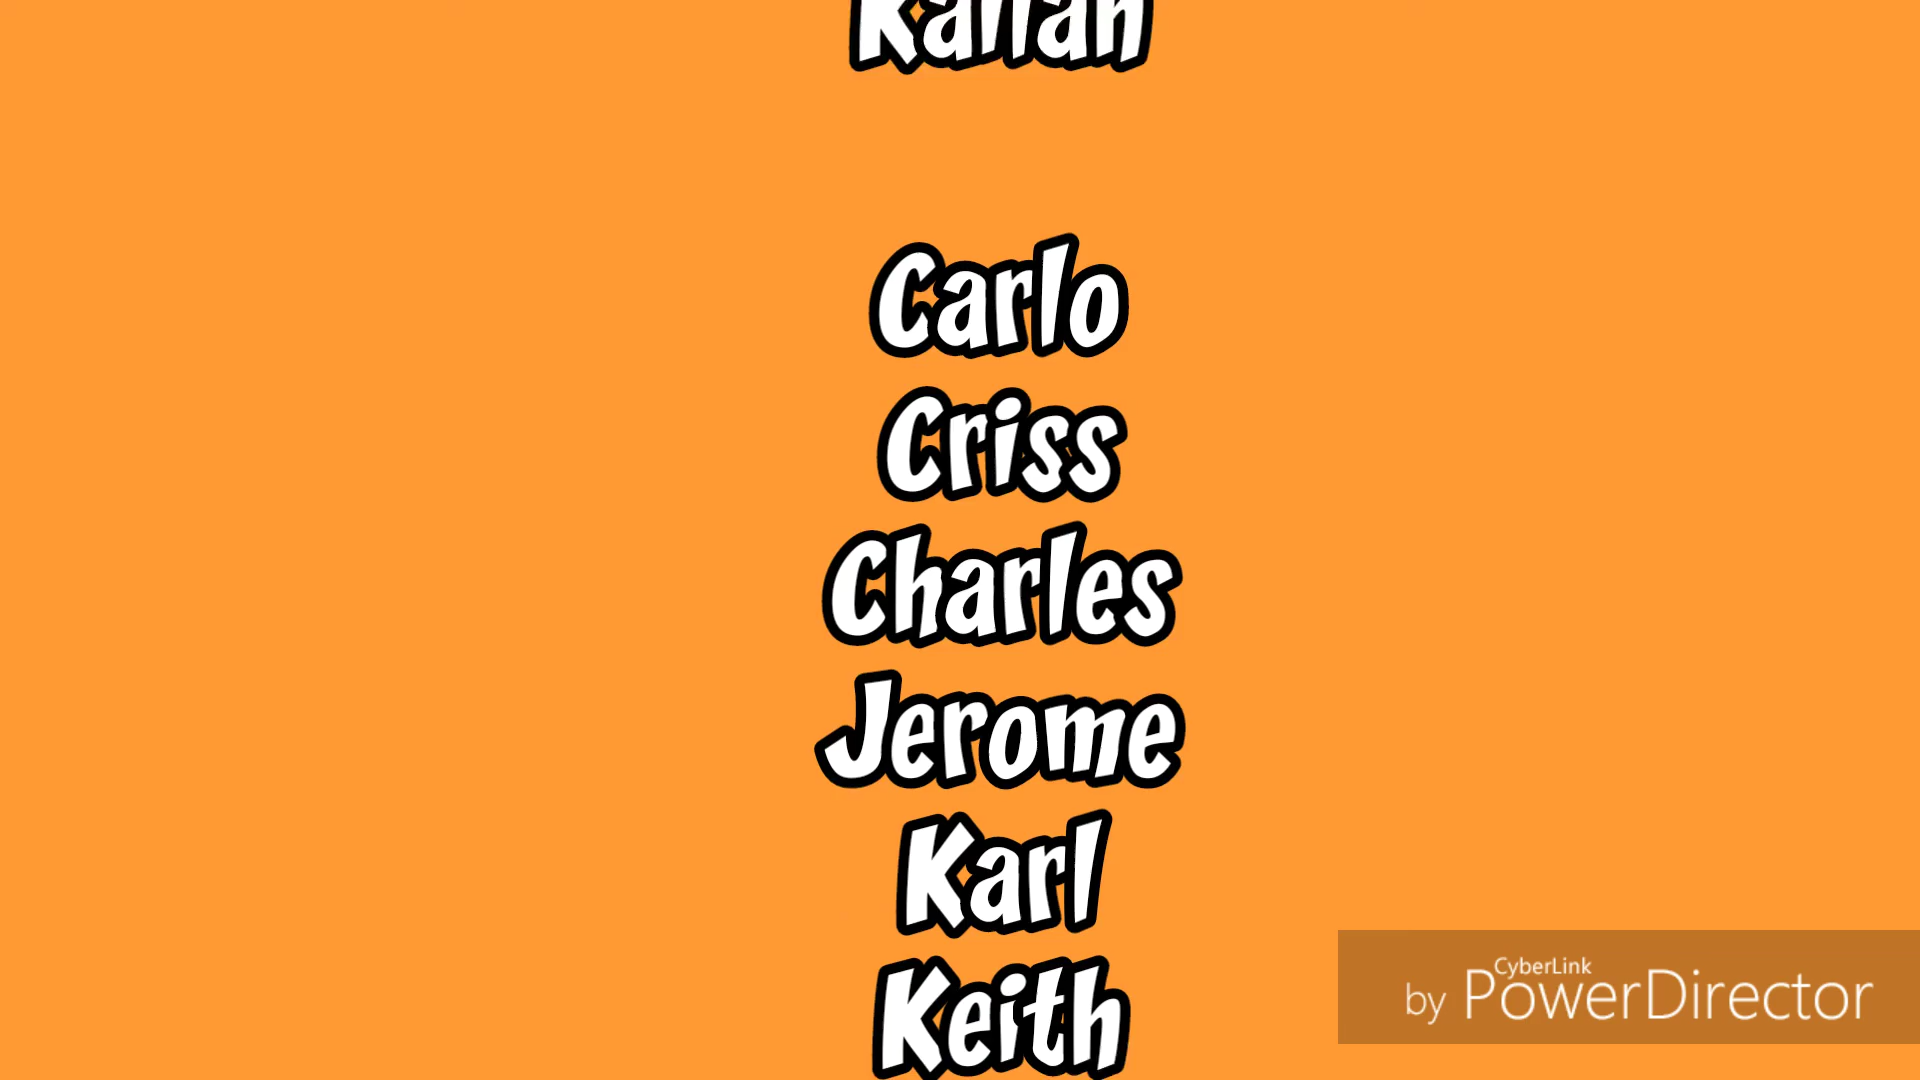 Carlo
Criss
Charles
Jerome
Karl
Keith
by CyberLink PowerDirector